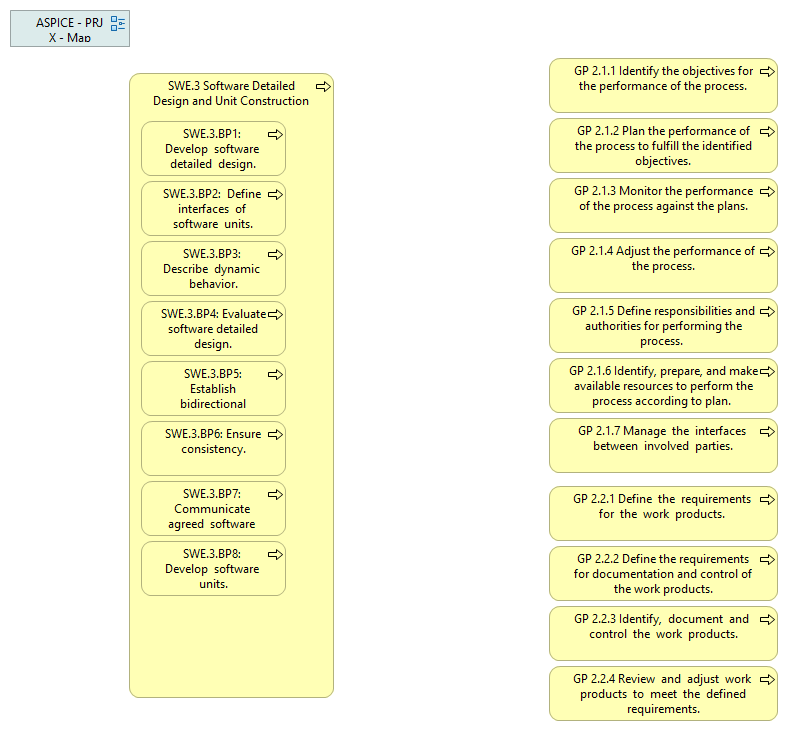 ASPICE - PRJ
X - Map
SWE.3 Software Detailed
Design and Unit Construction
SWE.3.BP1:
Develop software
detailed design.
SWE.3.BP2: Define
interfaces of
software units.
SWE.3.BP3:
Describe dynamic
behavior.
SWE.3.BP4: Evaluate
software detailed
design.
SWE.3.BP5:
Establish
bidirectional
SWE.3.BP6: Ensure
consistency.
SWE.3.BP7:
Communicate
agreed software
SWE.3.BP8:
Develop software
units.
GP 2.1.1 Identify the objectives for
the performance of the process.
GP 2.1.2 Plan the performance of
the process to fulfill the identified
objectives.
GP 2.1.3 Monitor the performance
of the process against the plans.
GP 2.1.4 Adjust the performance of
the process.
GP 2.1.5 Define responsibilities and
authorities for performing the
process.
GP 2.1.6 Identify, prepare, and make
available resources to perform the
process according to plan.
GP 2.1.7 Manage the interfaces
between involved parties.
GP 2.2.1 Define the requirements
for the work products.
GP 2.2.2 Define the requirements
for documentation and control of
the work products.
GP 2.2.3 Identify, document and
control the work products.
GP 2.2.4 Review and adjust work
products to meet the defined
requirements.